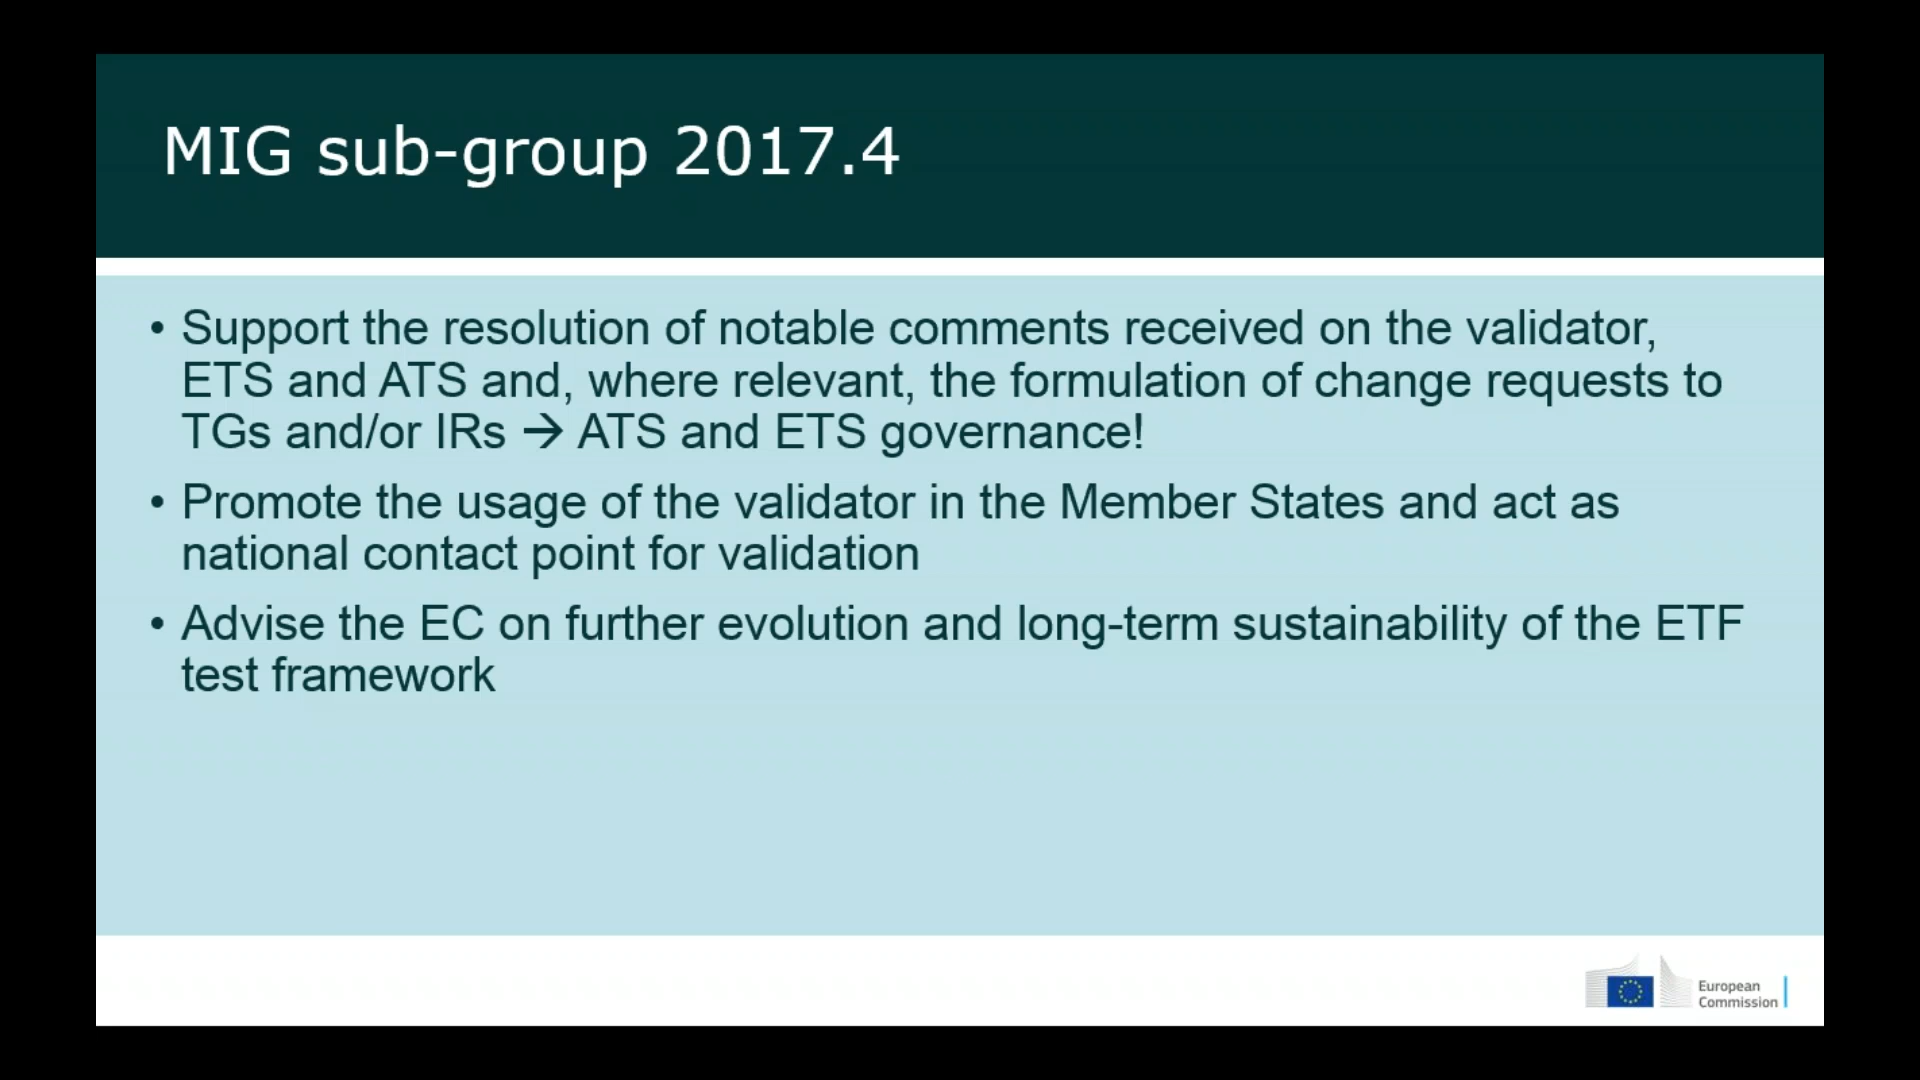 MIG sub-group 2017.4
• Support the resolution of notable comments received on the validator,
ETS and ATS and, where relevant, the formulation of change requests to
TGs and/or IRs → ATS and ETS governance!
• Promote the usage of the validator in the Member States and act as
national contact point for validation
• Advise the EC on further evolution and long-term sustainability of the ETF
test framework
European
Commission